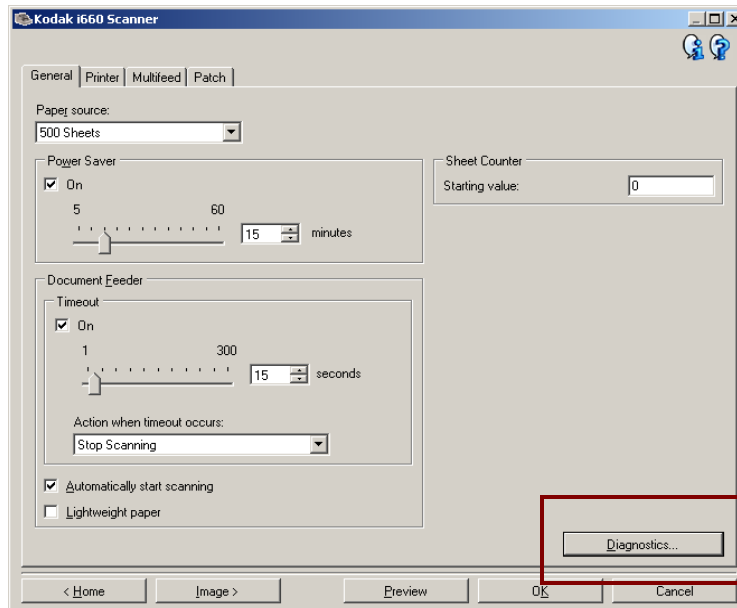 Kodak i660 Scanner
General Printer Multifeed Patch
Paper source:
500 Sheets
Power Saver
On
5 60
15 minutes
Sheet Counter
Starting value: 0
Document Feeder
Timeout
On
1 300
15 seconds
Action when timeout occurs:
Stop Scanning
Automatically start scanning
Lightweight paper
Diagnostics...
< Home Image > Preview OK Cancel